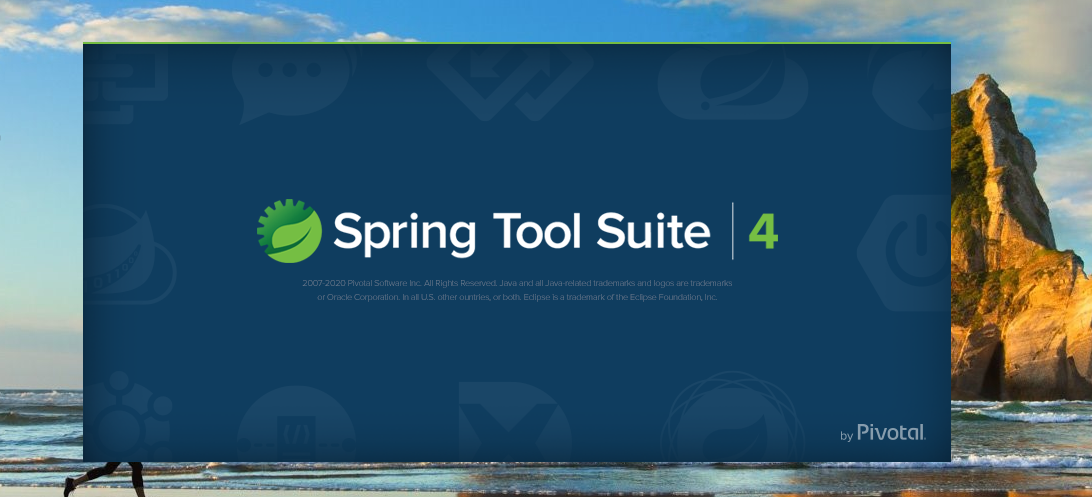 Spring Tool Suite | 4
2007-2020 Pivotal Software Inc. All Rights Reserved. Java and all Java-related trademarks and logos are trademarks
or Oracle Corporation. In all U.S. other ountries, or both. Eclipse is a trademark of the Eclipse Foundation, Inc.
by Pivotal.